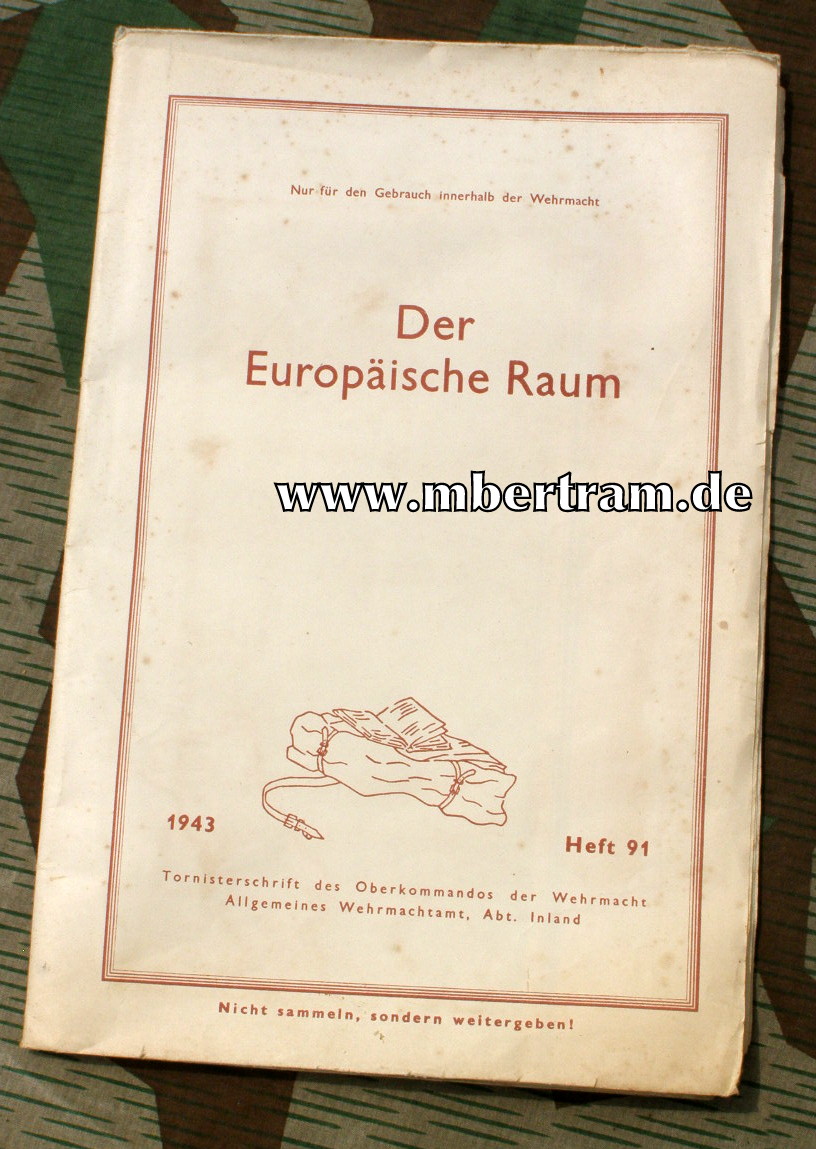 Nur für den Gebrauch innerhalb der Wehrmacht
Der
Europäische Raum
www.mbertram.de
1943
Heft 91
Tornisterschrift des Oberkommandos der Wehrmacht
Allgemeines Wehrmachtamt, Abt. Inland
Nicht sammeln, sondern weitergeben!